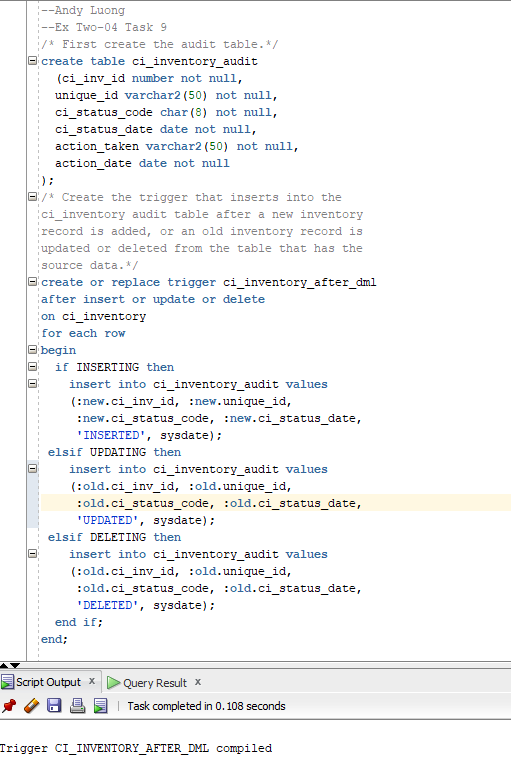 --Andy Luong
--Ex Two-04 Task 9
/* First create the audit table.*/
create table ci_inventory_audit
(ci_inv_id number not null,
unique_id varchar2(50) not null,
ci_status_code char(8) not null,
ci_status_date date not null,
action_taken varchar2(50) not null,
action_date date not null
);
/* Create the trigger that inserts into the
ci_inventory audit table after a new inventory
record is added, or an old inventory record is
updated or deleted from the table that has the
source data.*/
create or replace trigger ci_inventory_after_dml
after insert or update or delete
on ci_inventory
for each row
begin
if INSERTING then
insert into ci_inventory_audit values
(:new.ci_inv_id, :new.unique_id,
:new.ci_status_code, :new.ci_status_date,
'INSERTED', sysdate);
elsif UPDATING then
insert into ci_inventory_audit values
(:old.ci_inv_id, :old.unique_id,
:old.ci_status_code, :old.ci_status_date,
'UPDATED', sysdate);
elsif DELETING then
insert into ci_inventory_audit values
(:old.ci_inv_id, :old.unique_id,
:old.ci_status_code, :old.ci_status_date,
'DELETED', sysdate);
end if;
end;
Script Output x Query Result x
Task completed in 0.108 seconds
Trigger CI_INVENTORY_AFTER_DML compiled